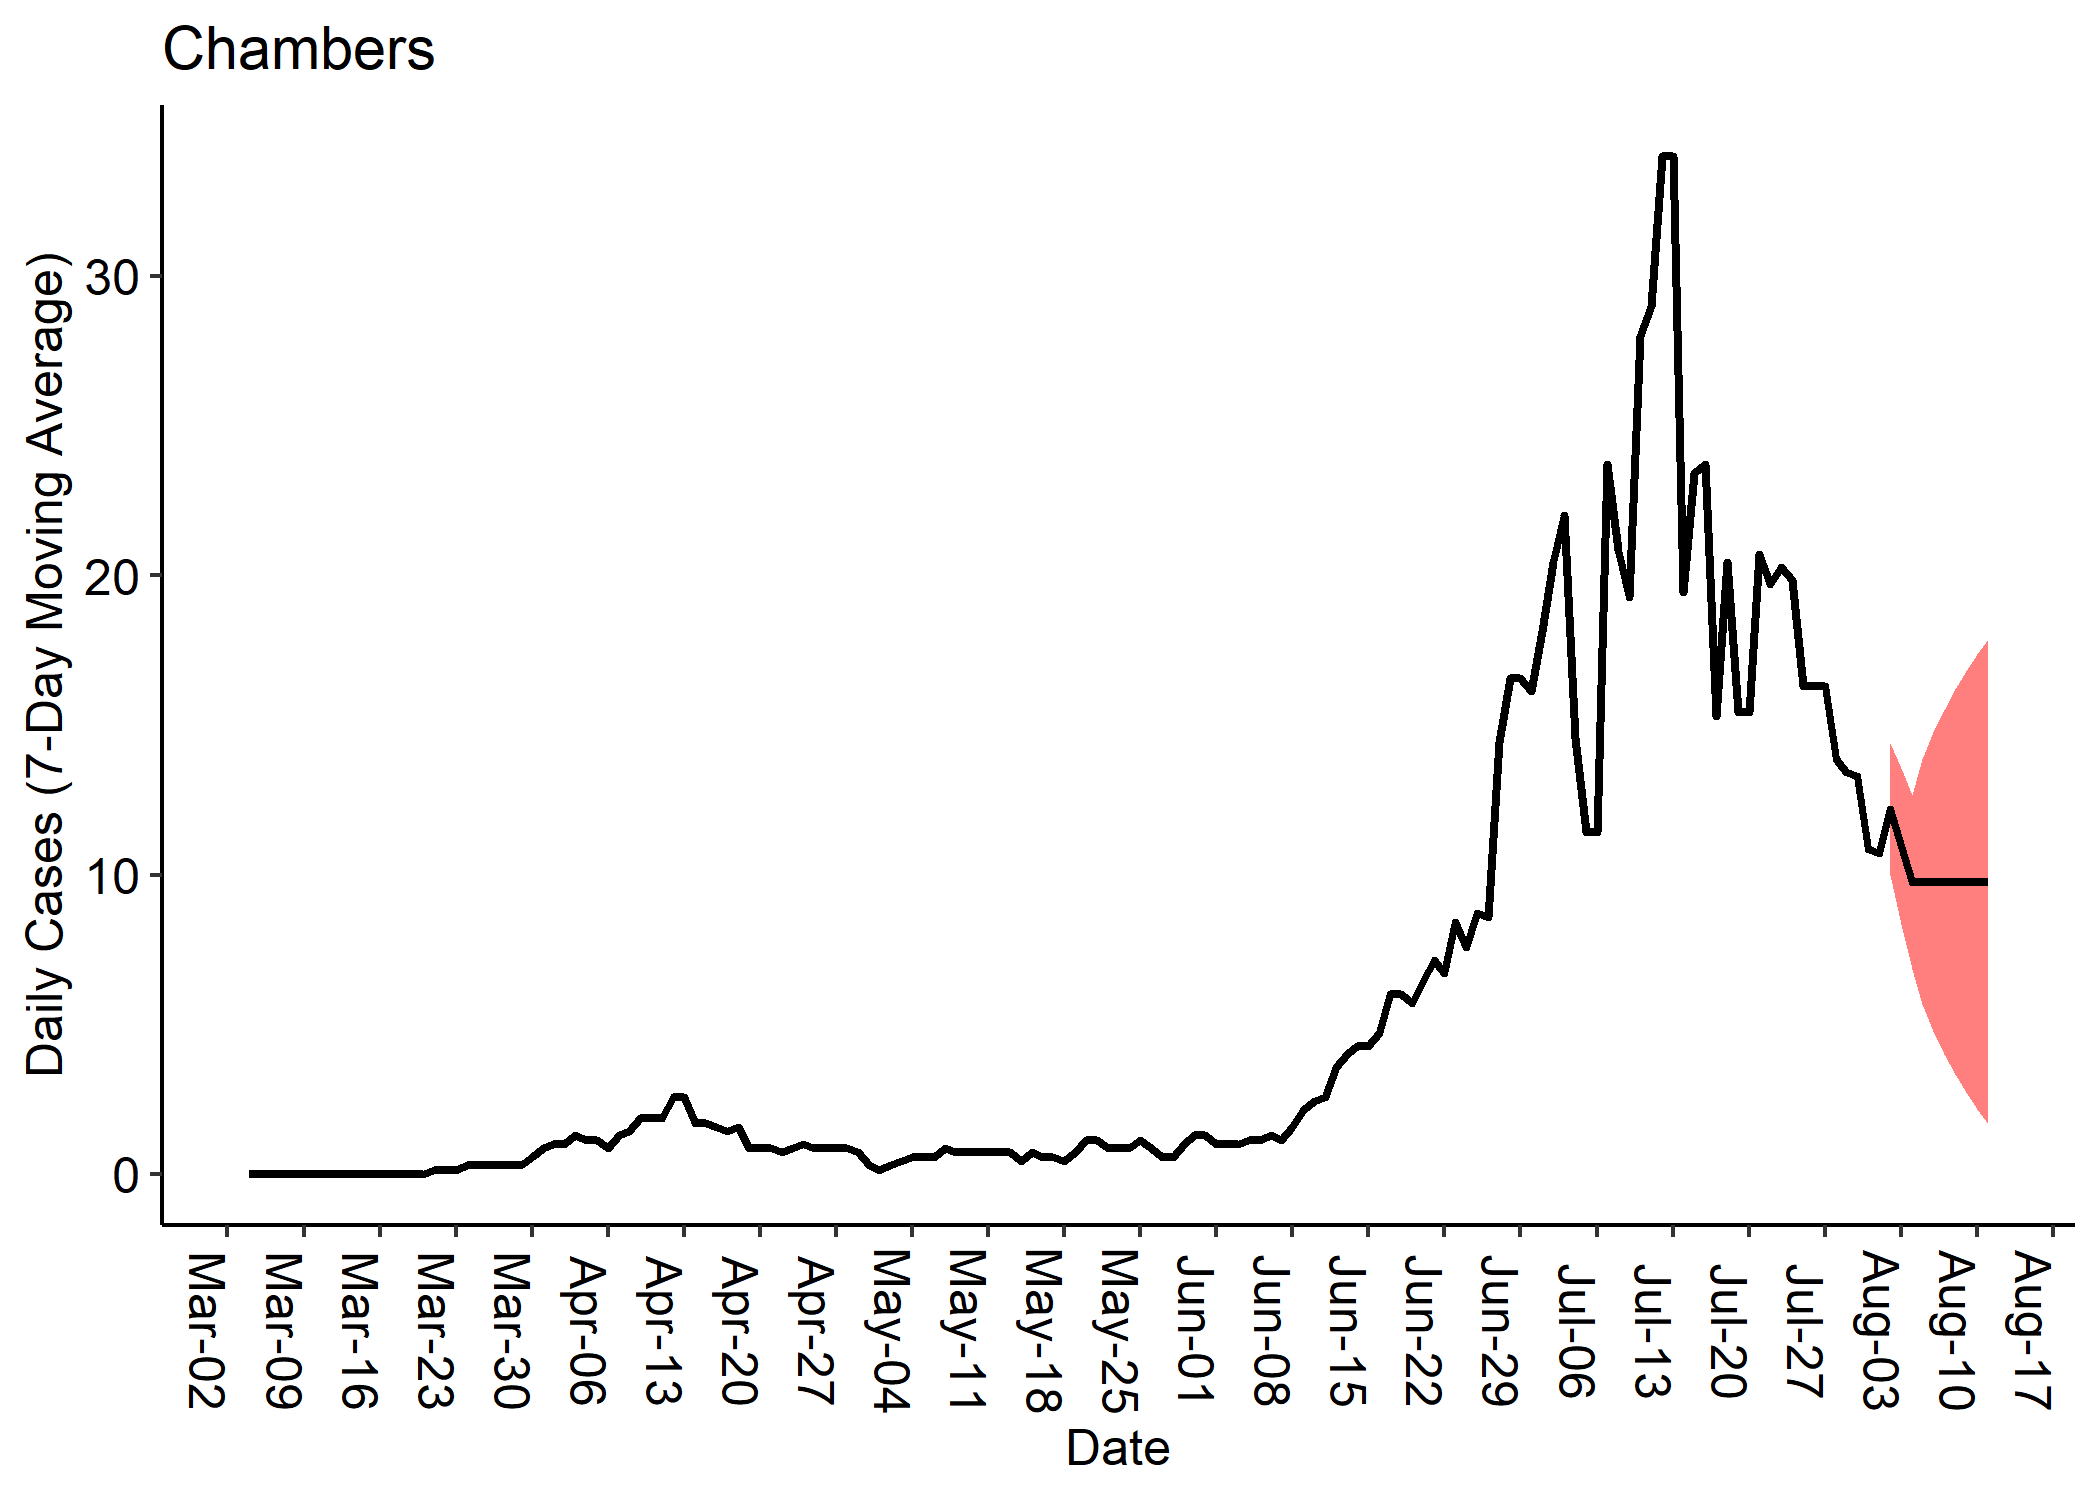 Chambers
Daily Cases (7-Day Moving Average)
30
20
10
0
Mar-02
Mar-09
Mar-16
Mar-23
Mar-30
Apr-06
Apr-13
Apr-20
Apr-27
May-04
May-11
May-18
May-25
Jun-01
Jun-08
Jun-15
Jun-22
Jun-29
Jul-06
Jul-13
Jul-20
Jul-27
Aug-03
Aug-10
Aug-17
Date